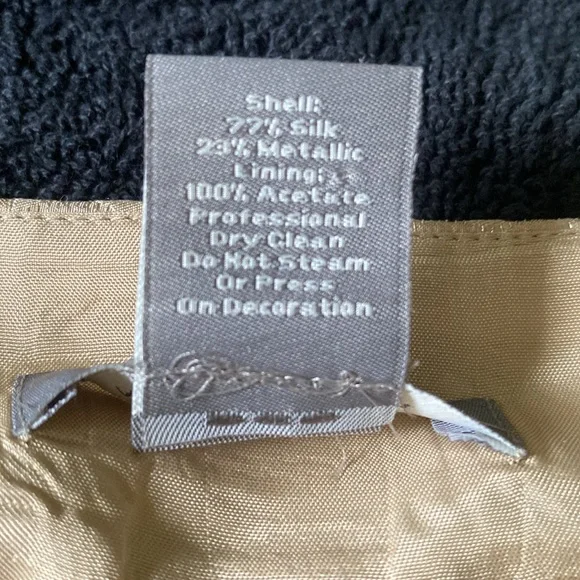 Shell:
77% Silk
23% Metallic
Lining:
100% Acetate
Professional
Dry Clean
Do Not Steam
Or Press
On Decoration